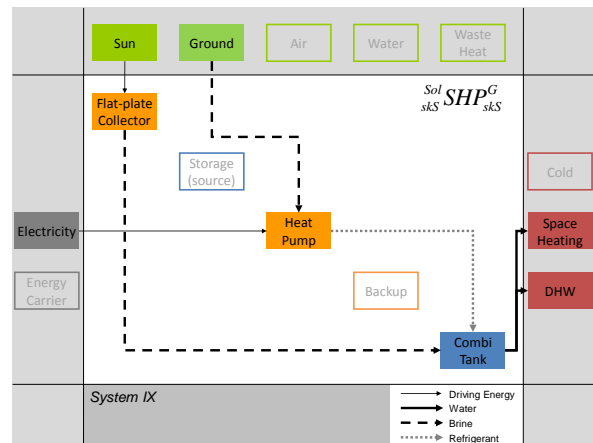 Sun
Ground
Air
Water
Waste
Heat
Flat-plate
Collector
Sol
skS SHP G
skS
Storage
(source)
Cold
Electricity
Heat
Pump
Space
Heating
Energy
Carrier
Backup
DHW
Combi
Tank
System IX
Driving Energy
Water
Brine
Refrigerant